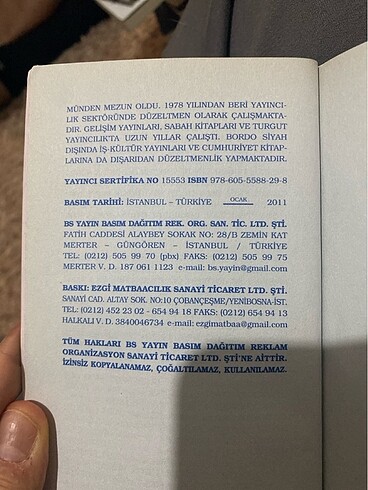 MÜNDEN MEZUN OLDU. 1978 YILINDAN BERİ YAYINCI-
LIK SEKTÖRÜNDE DÜZELTMEN OLARAK ÇALIŞMAKTA-
DIR. GELİŞİM YAYINLARI, SABAH KİTAPLARI VE TURGUT
YAYINCILIKTA UZUN YILLAR ÇALIŞTI. BORDO SİYAH
DIŞINDA İŞ-KÜLTÜR YAYINLARI VE CUMHURİYET KİTAP-
LARINA DA DIŞARIDAN DÜZELTMENLİK YAPMAKTADIR.
YAYINCI SERTİFİKA NO 15553 ISBN 978-605-5588-29-8
BASIM TARİHİ: İSTANBUL – TÜRKİYE OCAK 2011
BS YAYIN BASIM DAĞITIM REK. ORG. SAN. TİC. LTD. ŞTİ.
FATİH CADDESİ ALAYBEY SOKAK NO: 28/B ZEMİN KAT
MERTER – GÜNGÖREN – İSTANBUL / TÜRKİYE
TEL: (0212) 505 99 70 (pbx) FAKS: (0212) 505 99 75
MERTER V. D. 187 061 1123 e-mail: bs.yayin@gmail.com
BASKI: EZGİ MATBAACILIK SANAYİ TİCARET LTD. ŞTİ.
SANAYİ CAD. ALTAY SOK. NO:10 ÇOBANÇEŞME/YENİBOSNA-İST.
TEL: (0212) 452 23 02 - 654 94 18 FAKS: (0212) 654 94 13
HALKALI V. D. 3840046734 e-mail: ezgimatbaa@gmail.com
TÜM HAKLARI BS YAYIN BASIM DAĞITIM REKLAM
ORGANİZASYON SANAYİ TİCARET LTD. ŞTİ'NE AİTTİR.
İZİNSİZ KOPYALANAMAZ, ÇOĞALTILAMAZ, KULLANILAMAZ.